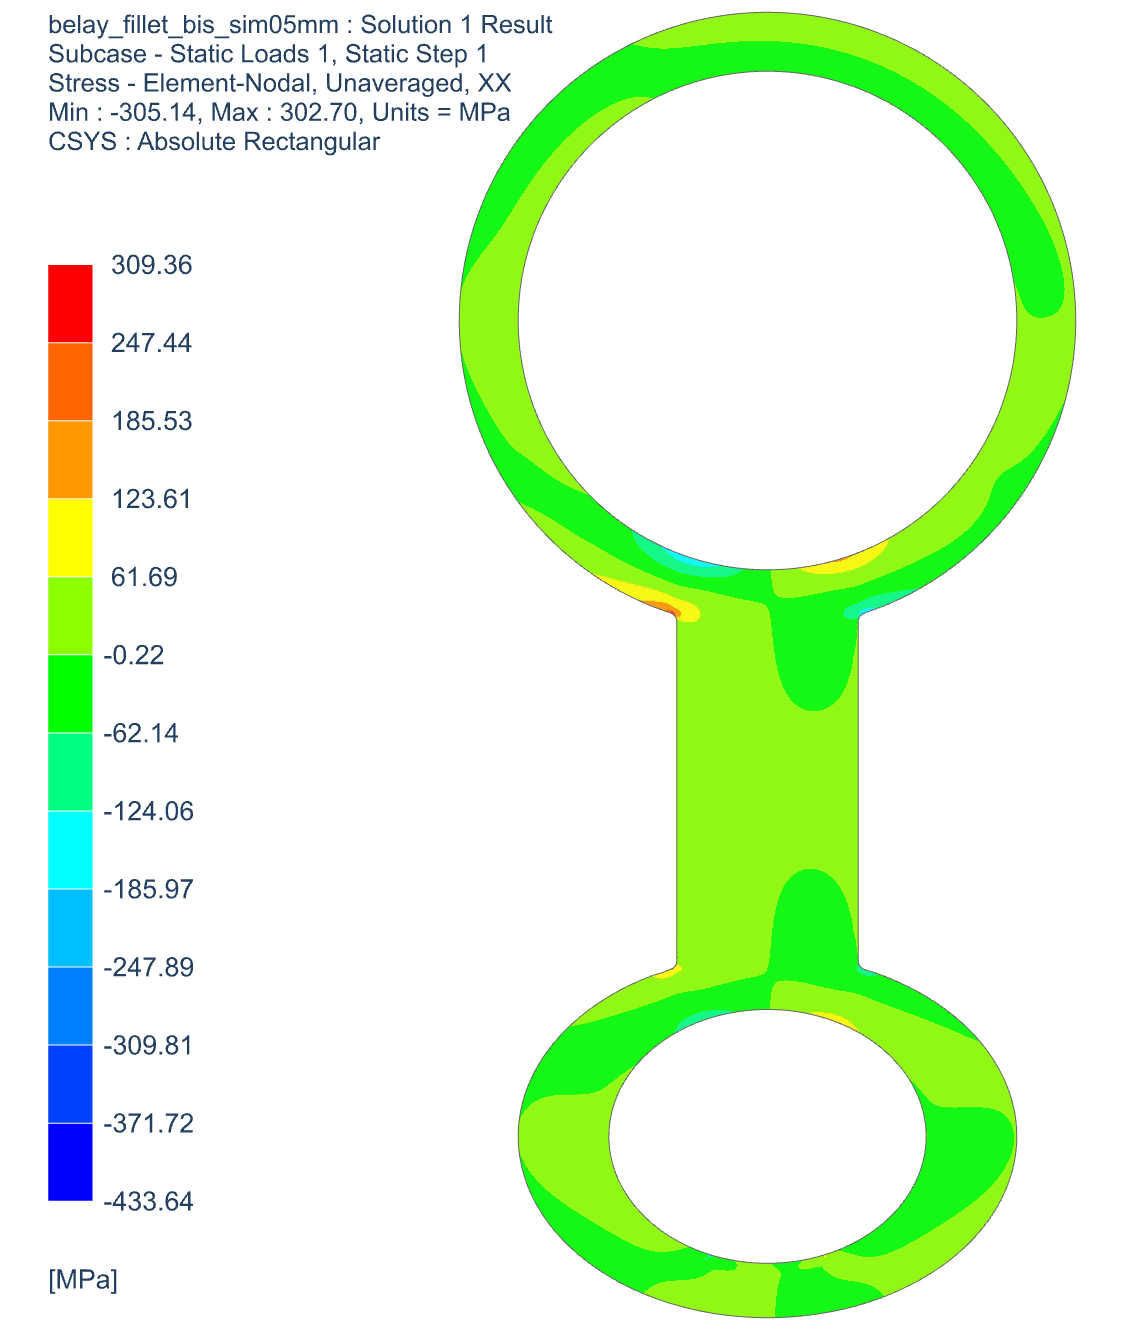 belay_fillet_bis_sim05mm : Solution 1 Result
Subcase - Static Loads 1, Static Step 1
Stress - Element-Nodal, Unaveraged, XX
Min : -305.14, Max : 302.70, Units = MPa
CSYS : Absolute Rectangular
309.36
247.44
185.53
123.61
61.69
-0.22
-62.14
-124.06
-185.97
-247.89
-309.81
-371.72
-433.64
[MPa]